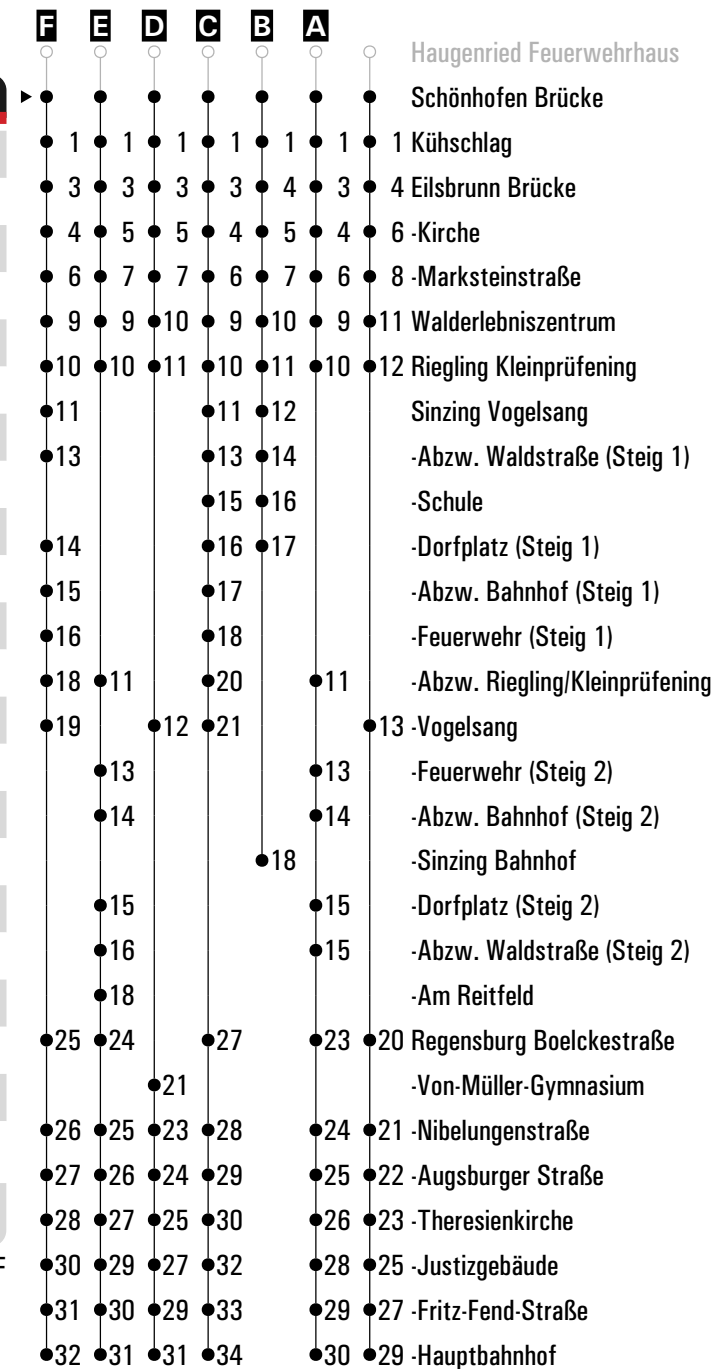 F E D C B A
Haugenried Feuerwehrhaus
Schönhofen Brücke
1 1 1 1 1 1 1 Kühschlag
3 3 3 3 4 3 4 Eilsbrunn Brücke
4 5 5 4 5 4 6 -Kirche
6 7 7 6 7 6 8 -Marksteinstraße
9 9 10 9 10 9 11 Walderlebniszentrum
10 10 11 10 11 10 12 Riegling Kleinprüfening
11 11 12 Sinzing Vogelsang
13 13 14 -Abzw. Waldstraße (Steig 1)
15 16 -Schule
14 16 17 -Dorfplatz (Steig 1)
15 17 -Abzw. Bahnhof (Steig 1)
16 18 -Feuerwehr (Steig 1)
18 11 20 11 -Abzw. Riegling/Kleinprüfening
19 12 21 13 -Vogelsang
13 13 -Feuerwehr (Steig 2)
14 14 -Abzw. Bahnhof (Steig 2)
18 -Sinzing Bahnhof
15 15 -Dorfplatz (Steig 2)
16 15 -Abzw. Waldstraße (Steig 2)
18 -Am Reitfeld
25 24 27 23 20 Regensburg Boelckestraße
21 -Von-Müller-Gymnasium
26 25 23 28 24 21 -Nibelungenstraße
27 26 24 29 25 22 -Augsburger Straße
28 27 25 30 26 23 -Theresienkirche
30 29 27 32 28 25 -Justizgebäude
31 30 29 33 29 27 -Fritz-Fend-Straße
32 31 31 34 30 29 -Hauptbahnhof